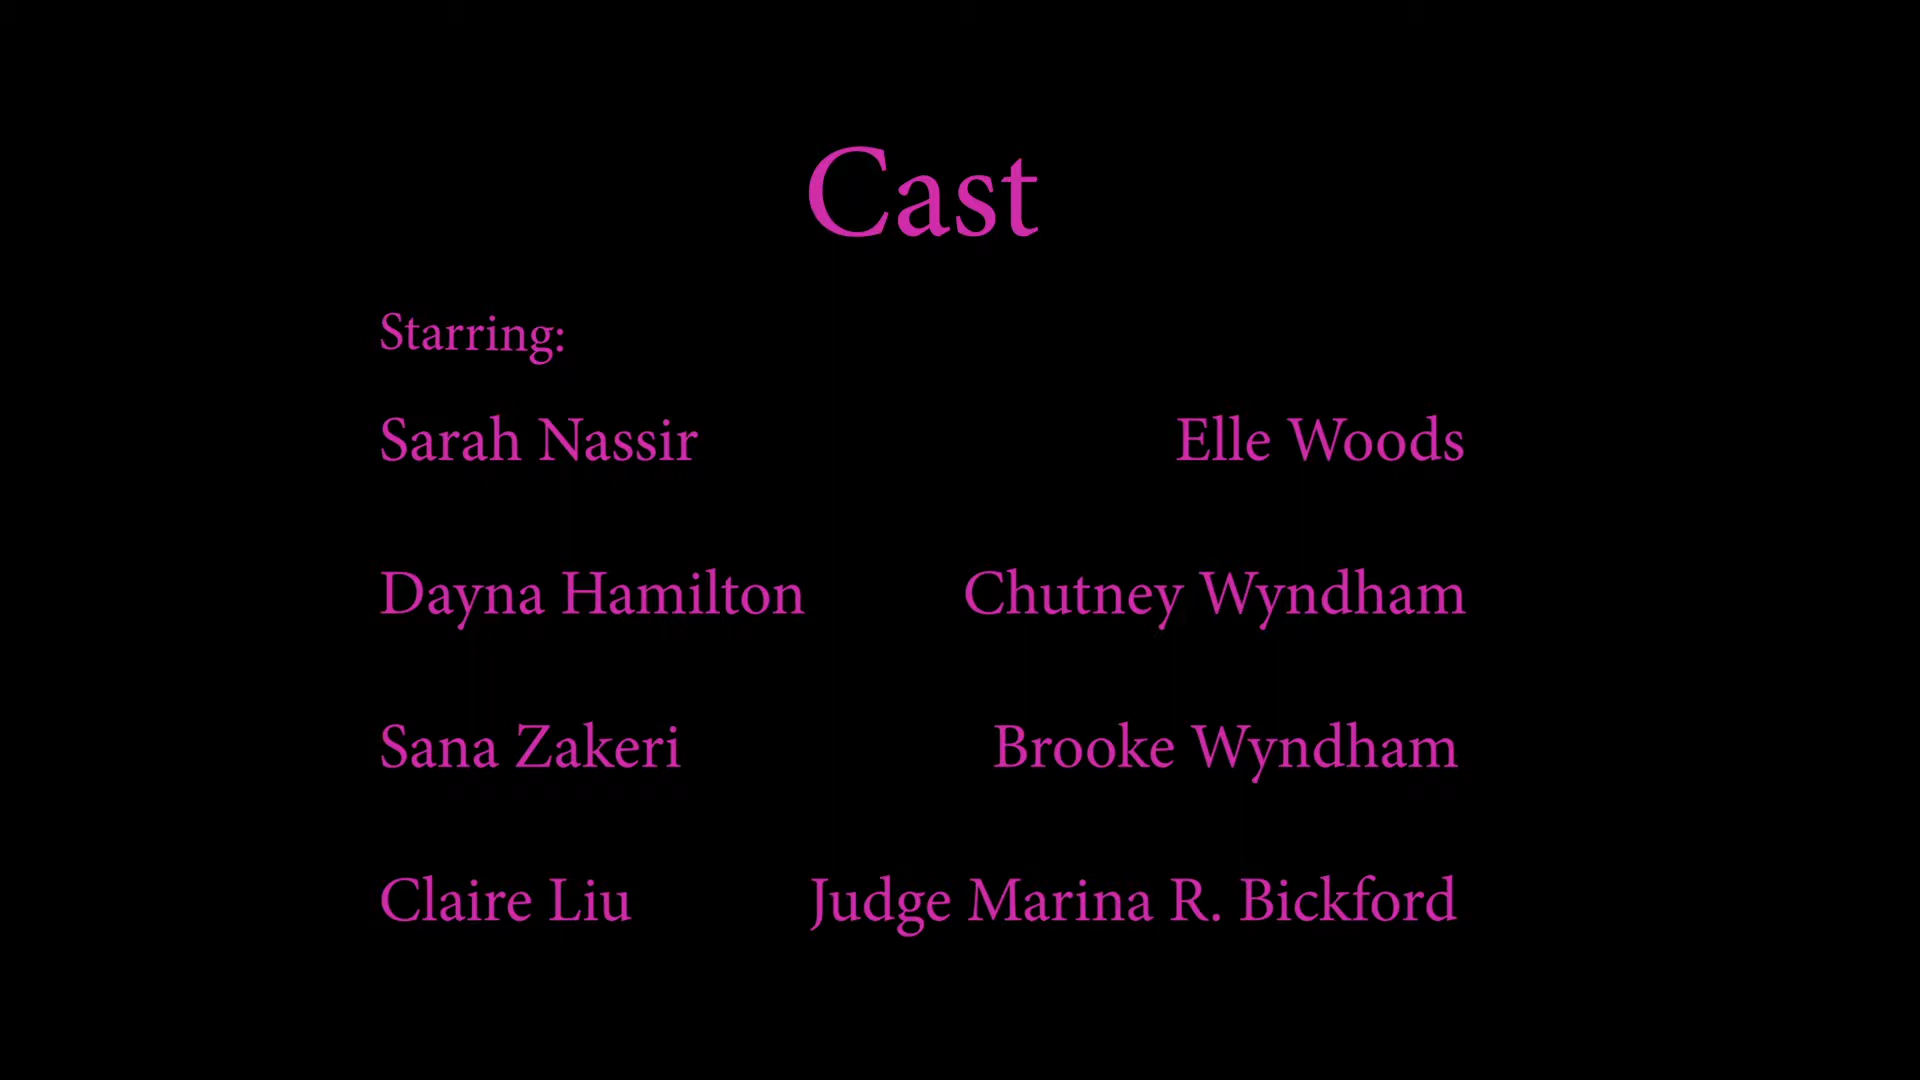 Cast
Starring:
Sarah Nassir Elle Woods
Dayna Hamilton Chutney Wyndham
Sana Zakeri Brooke Wyndham
Claire Liu Judge Marina R. Bickford